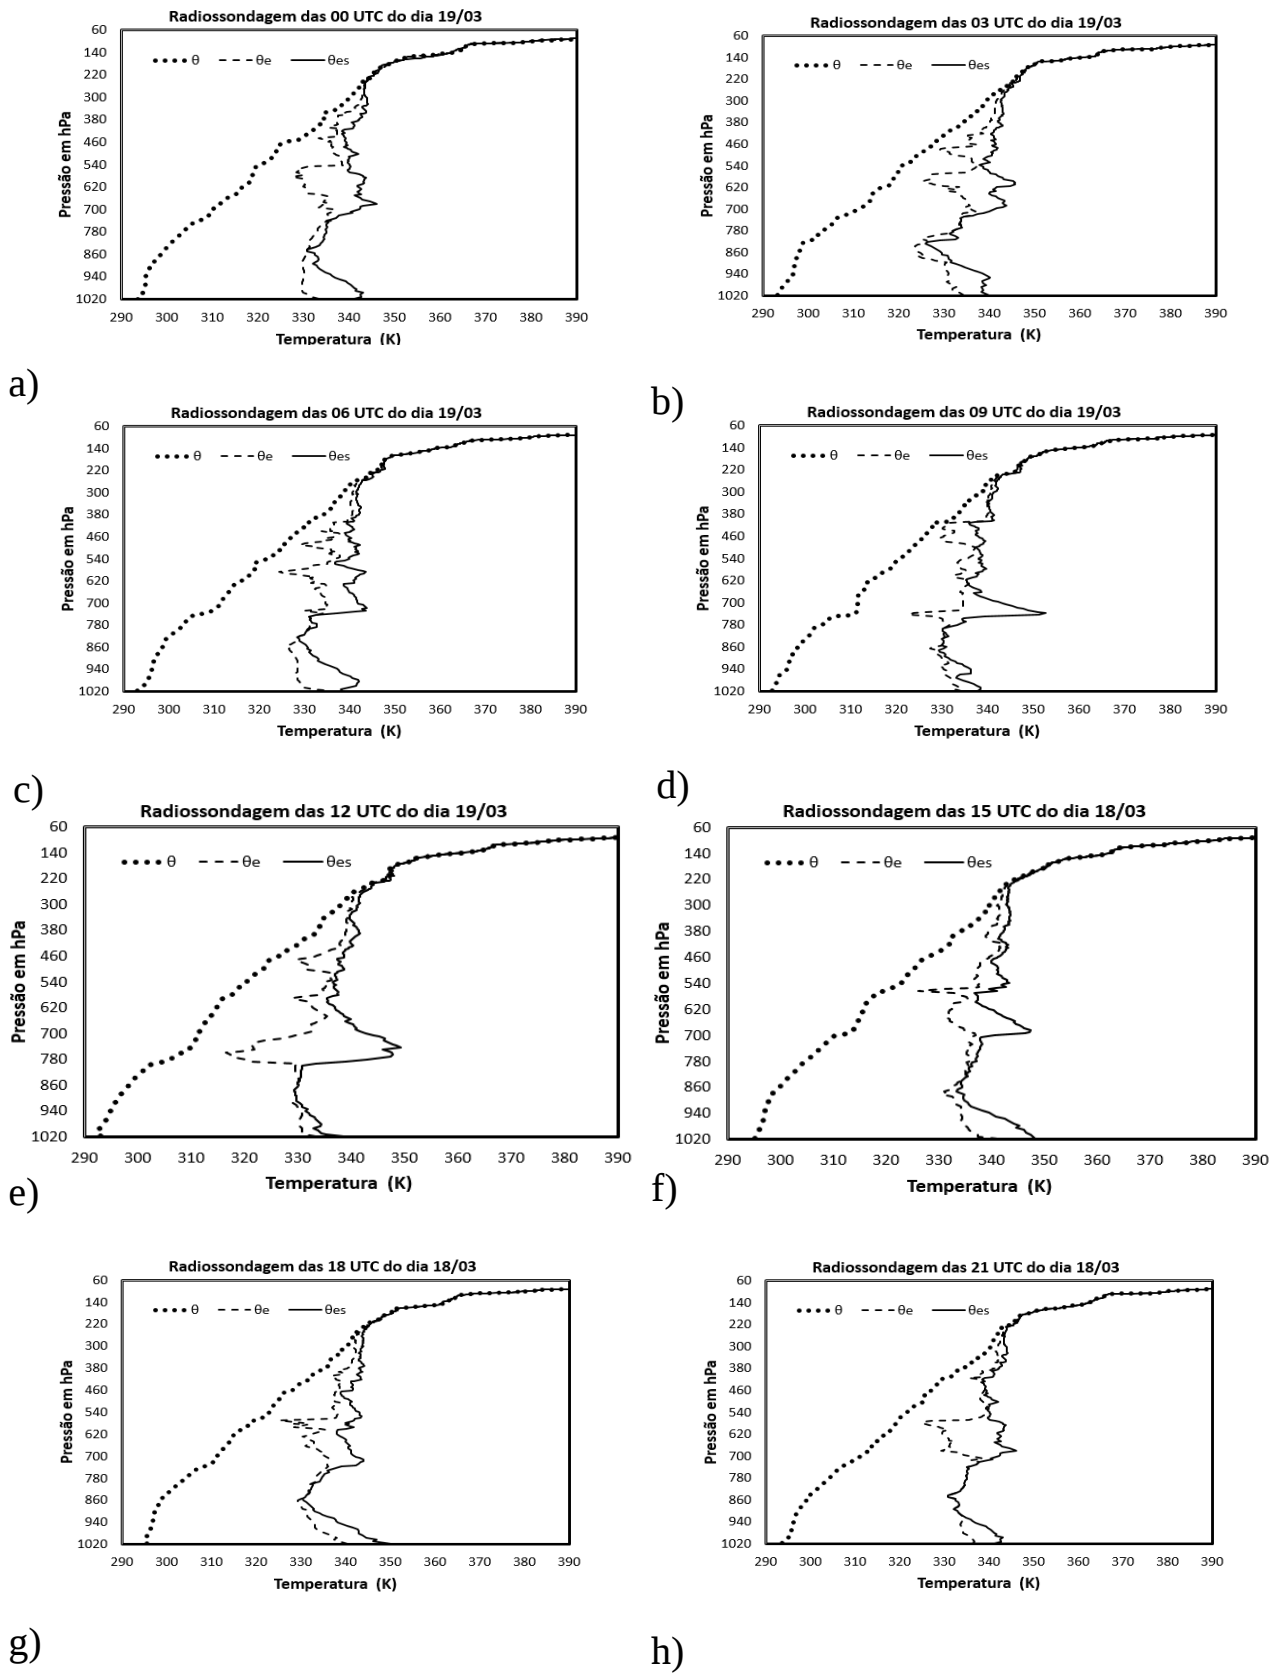 Radiossondagem das 00 UTC do dia 19/03
60
140
220
300
380
460
540
620
700
780
860
940
1020
θ θe θes
Pressão em hPa
290 300 310 320 330 340 350 360 370 380 390
Temperatura (K)
a)
Radiossondagem das 03 UTC do dia 19/03
60
140
220
300
380
460
540
620
700
780
860
940
1020
θ θe θes
Pressão em hPa
290 300 310 320 330 340 350 360 370 380 390
Temperatura (K)
b)
Radiossondagem das 06 UTC do dia 19/03
60
140
220
300
380
460
540
620
700
780
860
940
1020
θ θe θes
Pressão em hPa
290 300 310 320 330 340 350 360 370 380 390
Temperatura (K)
c)
Radiossondagem das 09 UTC do dia 19/03
60
140
220
300
380
460
540
620
700
780
860
940
1020
θ θe θes
Pressão em hPa
290 300 310 320 330 340 350 360 370 380 390
Temperatura (K)
d)
Radiossondagem das 12 UTC do dia 19/03
60
140
220
300
380
460
540
620
700
780
860
940
1020
θ θe θes
Pressão em hPa
290 300 310 320 330 340 350 360 370 380 390
Temperatura (K)
e)
Radiossondagem das 15 UTC do dia 18/03
60
140
220
300
380
460
540
620
700
780
860
940
1020
θ θe θes
Pressão em hPa
290 300 310 320 330 340 350 360 370 380 390
Temperatura (K)
f)
Radiossondagem das 18 UTC do dia 18/03
60
140
220
300
380
460
540
620
700
780
860
940
1020
θ θe θes
Pressão em hPa
290 300 310 320 330 340 350 360 370 380 390
Temperatura (K)
g)
Radiossondagem das 21 UTC do dia 18/03
60
140
220
300
380
460
540
620
700
780
860
940
1020
θ θe θes
Pressão em hPa
290 300 310 320 330 340 350 360 370 380 390
Temperatura (K)
h)